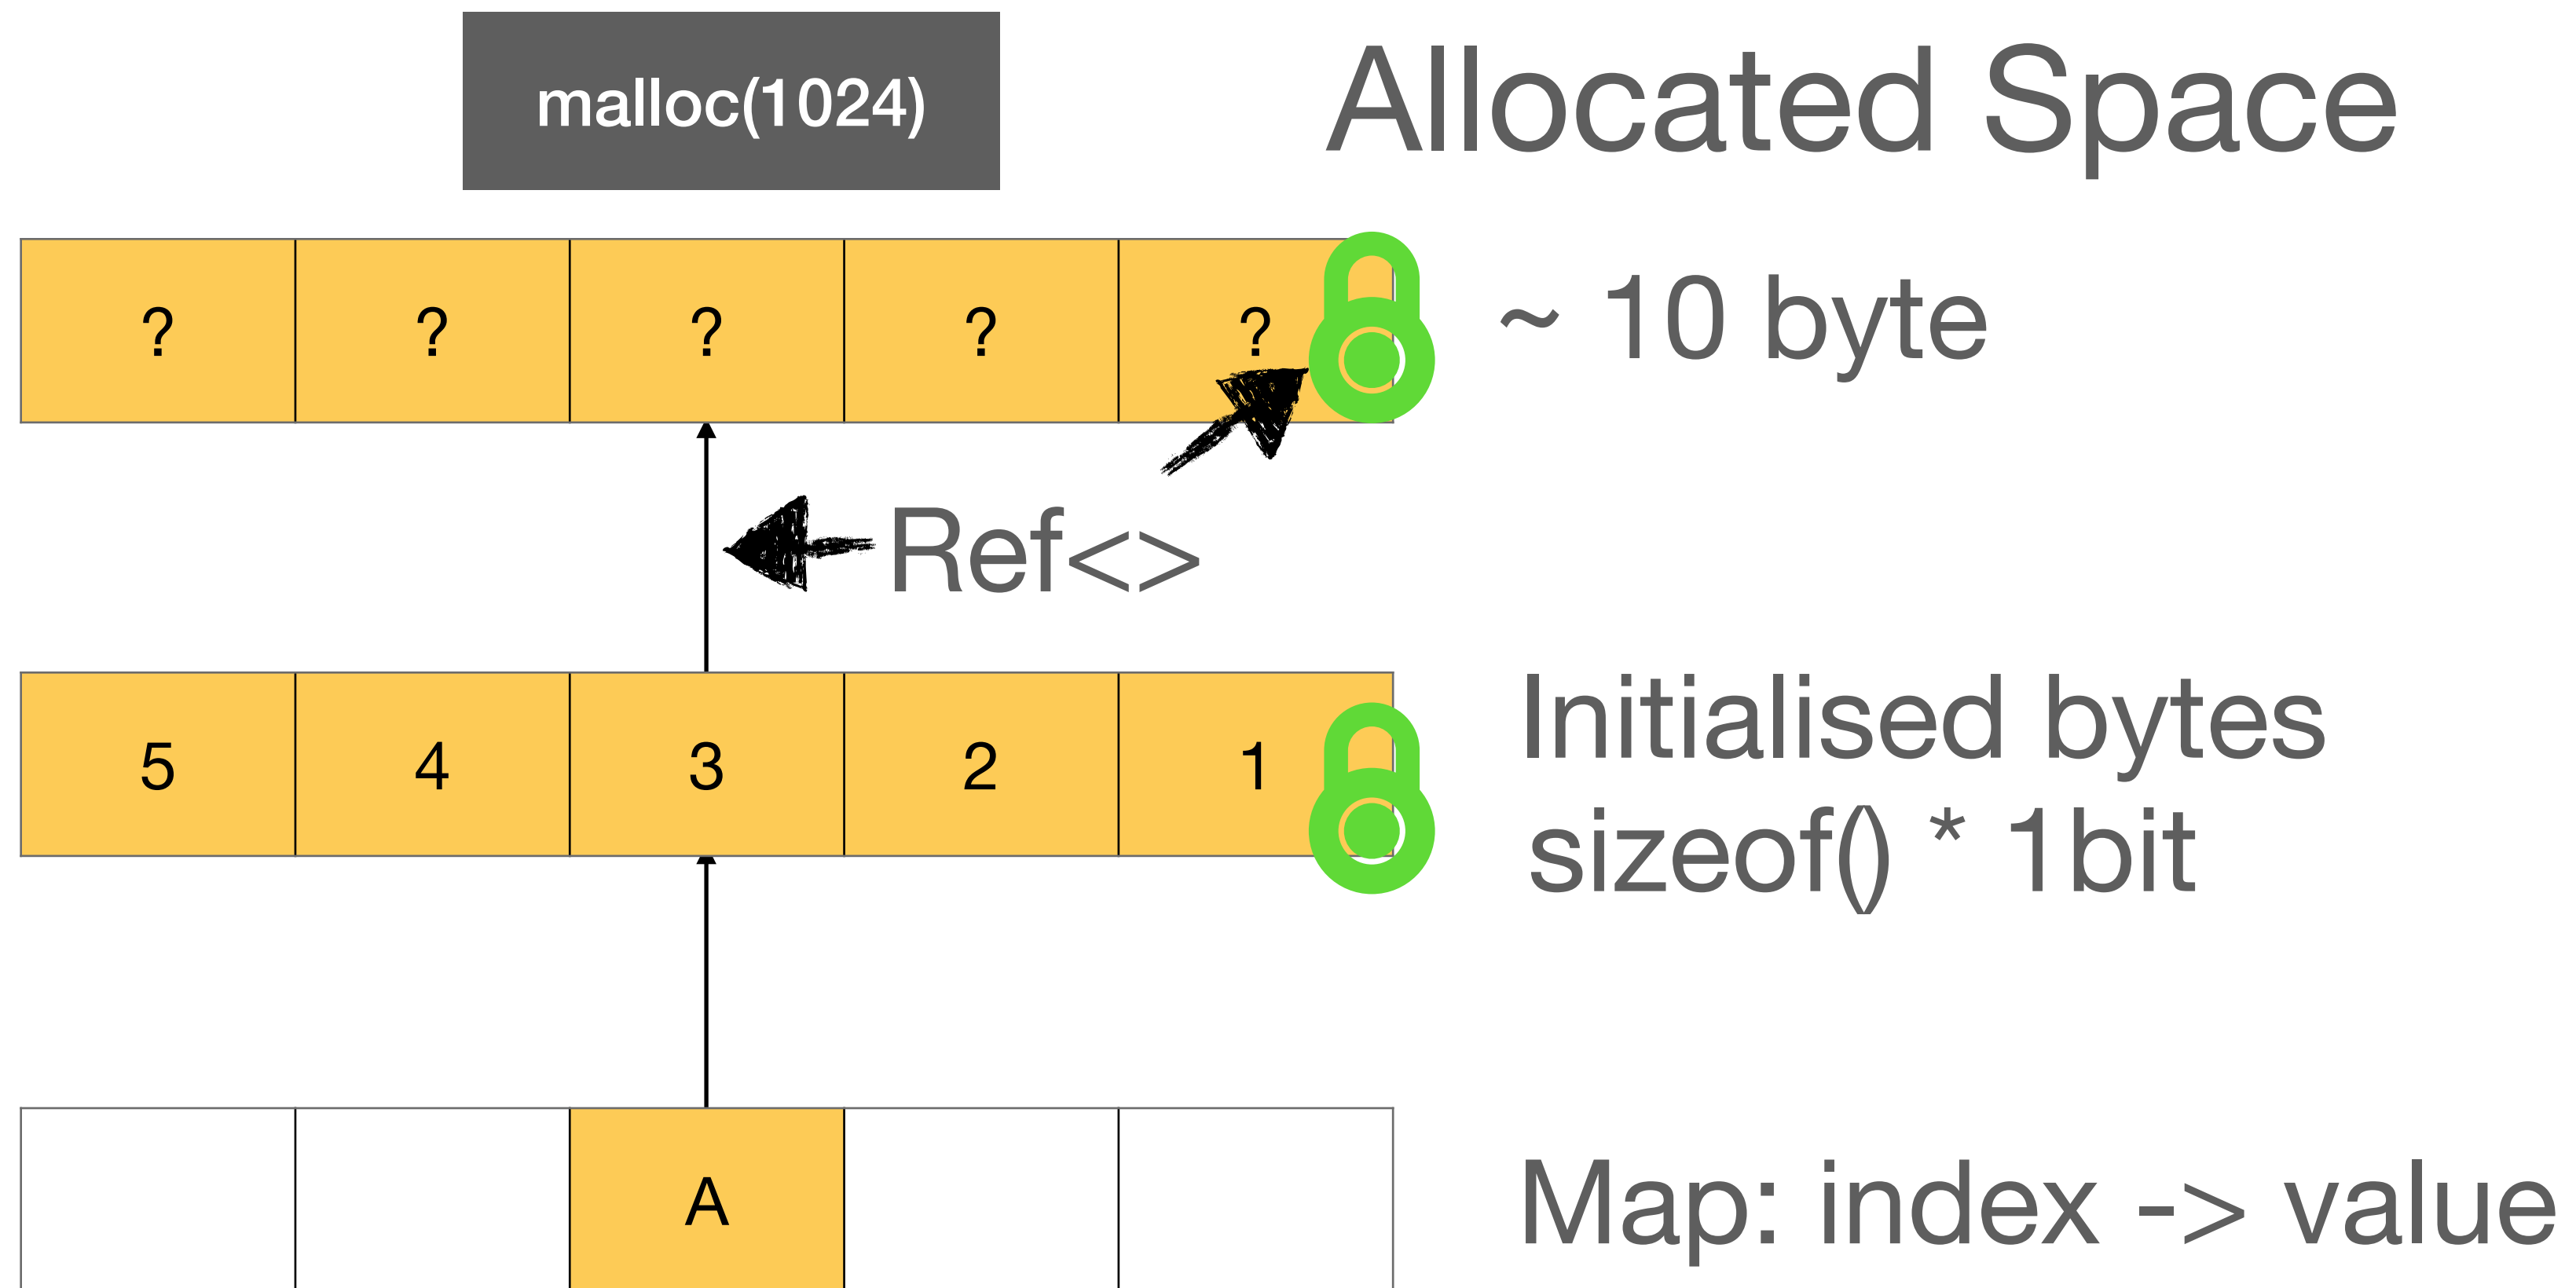 malloc(1024)
Allocated Space
? ? ? ? ?
~ 10 byte
Ref<>
5 4 3 2 1
Initialised bytes
sizeof() * 1bit
A
Map: index -> value